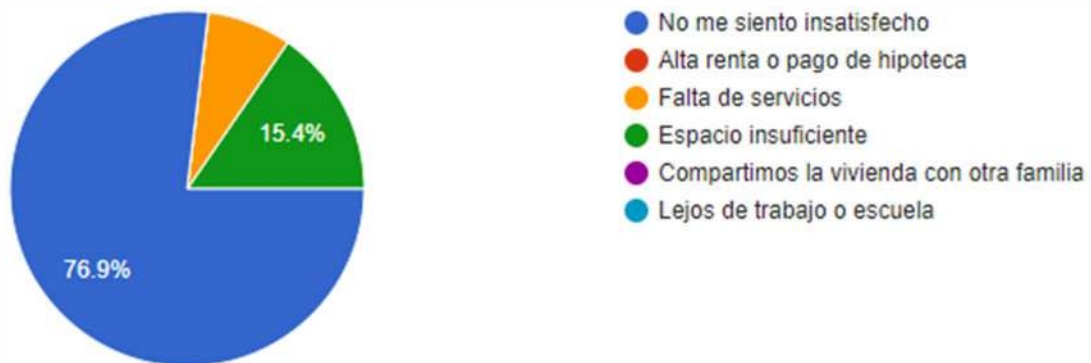 15.4%
76.9%
No me siento insatisfecho
Alta renta o pago de hipoteca
Falta de servicios
Espacio insuficiente
Compartimos la vivienda con otra familia
Lejos de trabajo o escuela